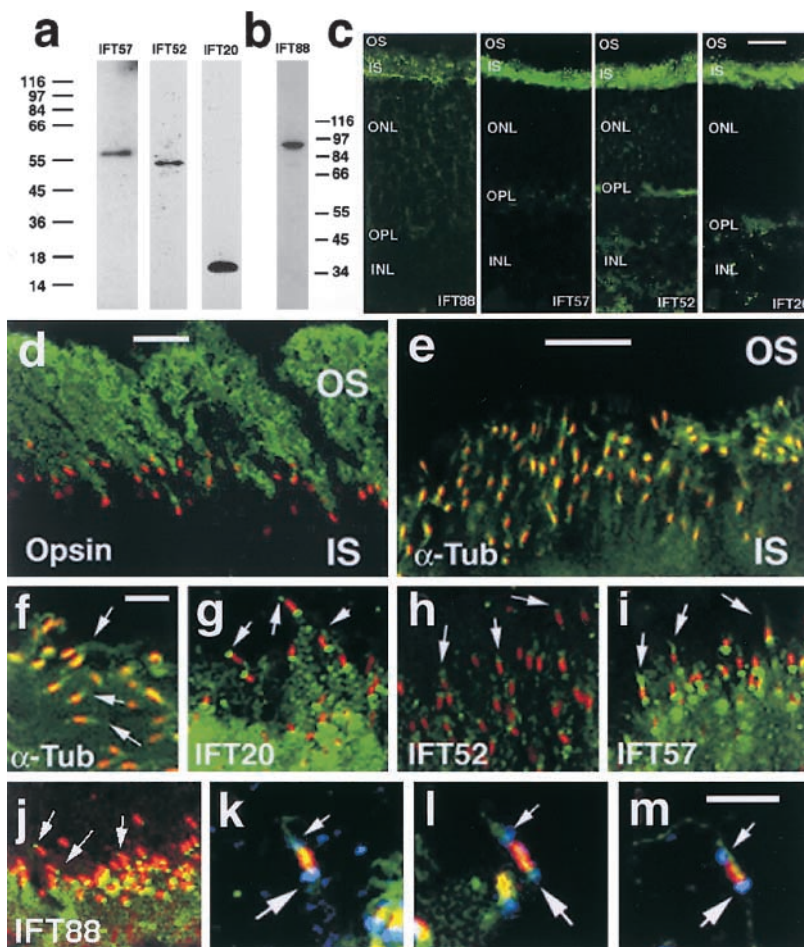 a
IFT57
IFT52
IFT20
116
97
84
66
55
45
36
18
14
b
IFT88
116
97
84
66
55
45
34
c
OS
IS
ONL
OPL
INL
IFT88
OS
IS
ONL
OPL
INL
IFT57
OS
IS
ONL
OPL
INL
IFT52
OS
IS
ONL
OPL
INL
IFT20
d
OS
Opsin
IS
e
OS
α-Tub
IS
f
α-Tub
g
IFT20
h
IFT52
i
IFT57
j
IFT88
k
l
m